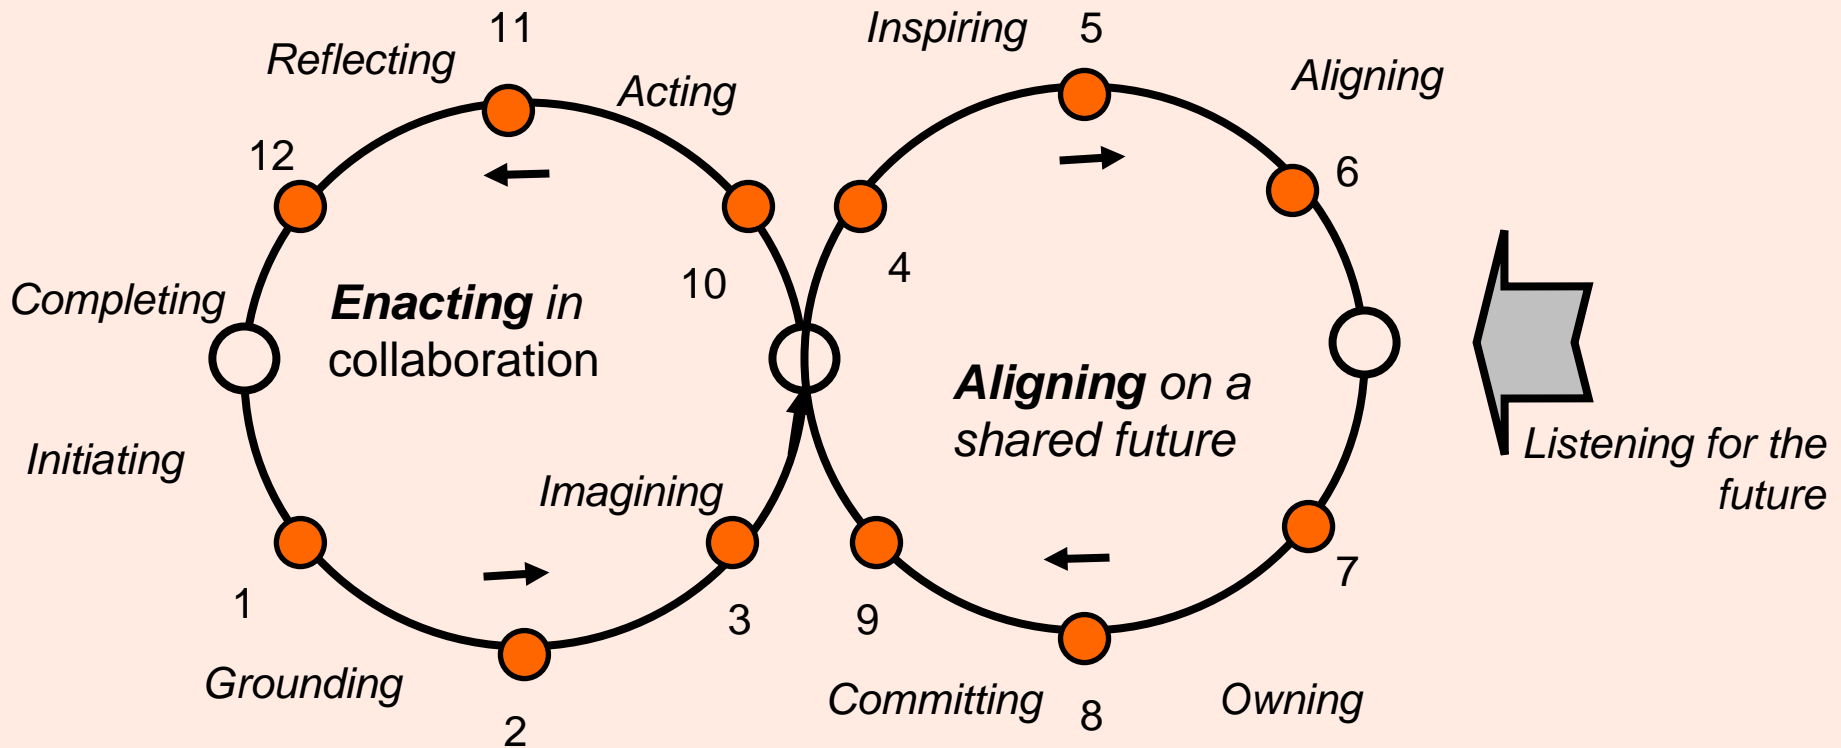 11
Reflecting
Acting
12
10
Completing
Enacting in
collaboration
Initiating
Imagining
1
3
Grounding
2
Inspiring
5
Aligning
6
4
Aligning on a
shared future
7
9
Committing
8
Owning
Listening for the
future